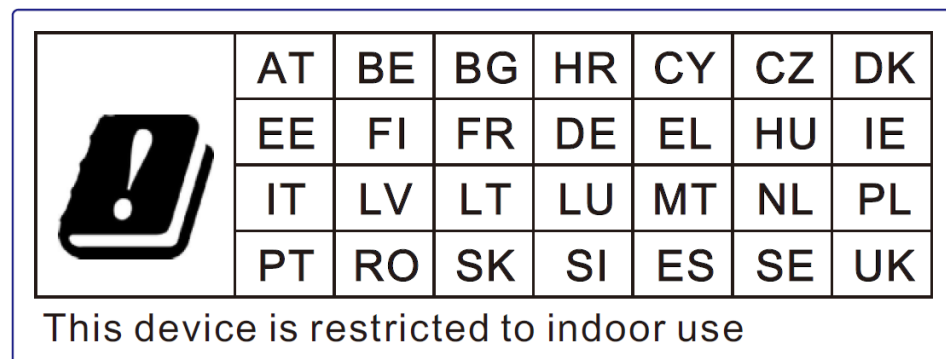 AT BE BG HR CY CZ DK
EE FI FR DE EL HU IE
IT LV LT LU MT NL PL
PT RO SK SI ES SE UK
This device is restricted to indoor use